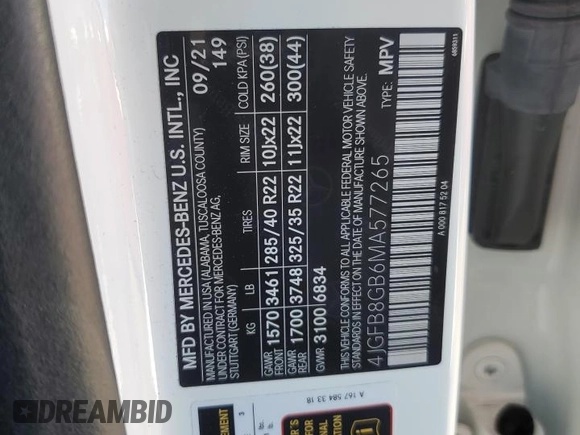 MFD BY MERCEDES-BENZ U.S. INTL., INC
MANUFACTURED IN USA (ALABAMA, TUSCALOOSA COUNTY)
UNDER CONTRACT FOR MERCEDES-BENZ AG,
STUTTGART (GERMANY)
09/21
149
KG LB TIRES RIM SIZE COLD KPA (PSI)
GAWR FRONT 1570 3461 285/40 R22 10Jx22 260(38)
GAWR REAR 1700 3748 325/35 R22 11Jx22 300(44)
GVWR 3100 6834
THIS VEHICLE CONFORMS TO ALL APPLICABLE FEDERAL MOTOR VEHICLE SAFETY
STANDARDS IN EFFECT ON THE DATE OF MANUFACTURE SHOWN ABOVE.
4JGFB8GB6MA577265 TYPE: MPV
A 000 817 52 04
6809311
A 167 584 33 18
DREAMBID